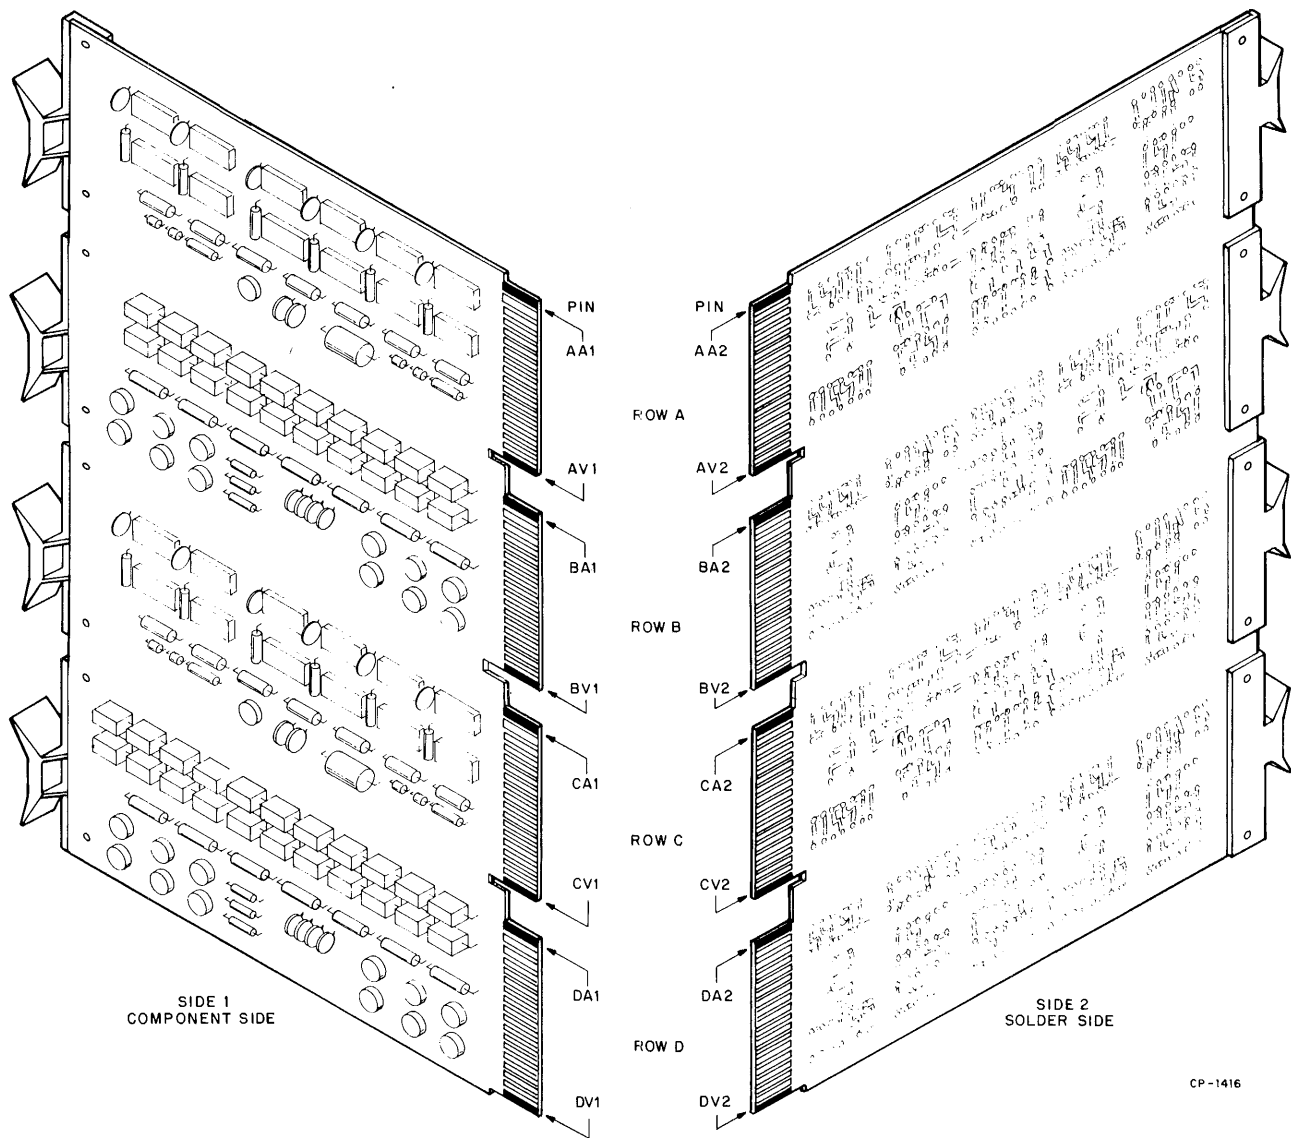 PIN
AA1
PIN
AA2
ROW A
AV1
AV2
BA1
BA2
ROW B
BV1
BV2
CA1
CA2
ROW C
CV1
CV2
DA1
DA2
SIDE 1
COMPONENT SIDE
SIDE 2
SOLDER SIDE
ROW D
DV1
DV2
CP-1416